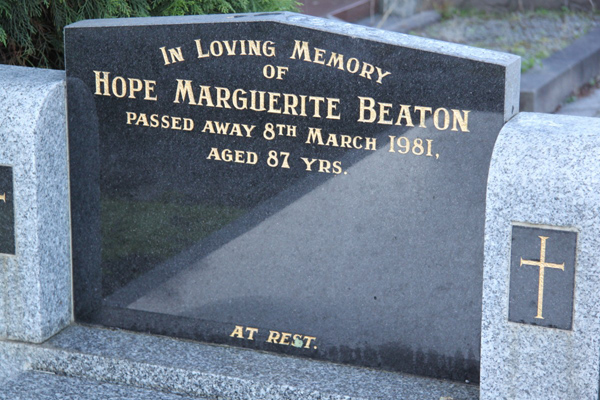 In Loving Memory
of
Hope Marguerite Beaton
passed away 8th March 1981,
aged 87 yrs.
At Rest.